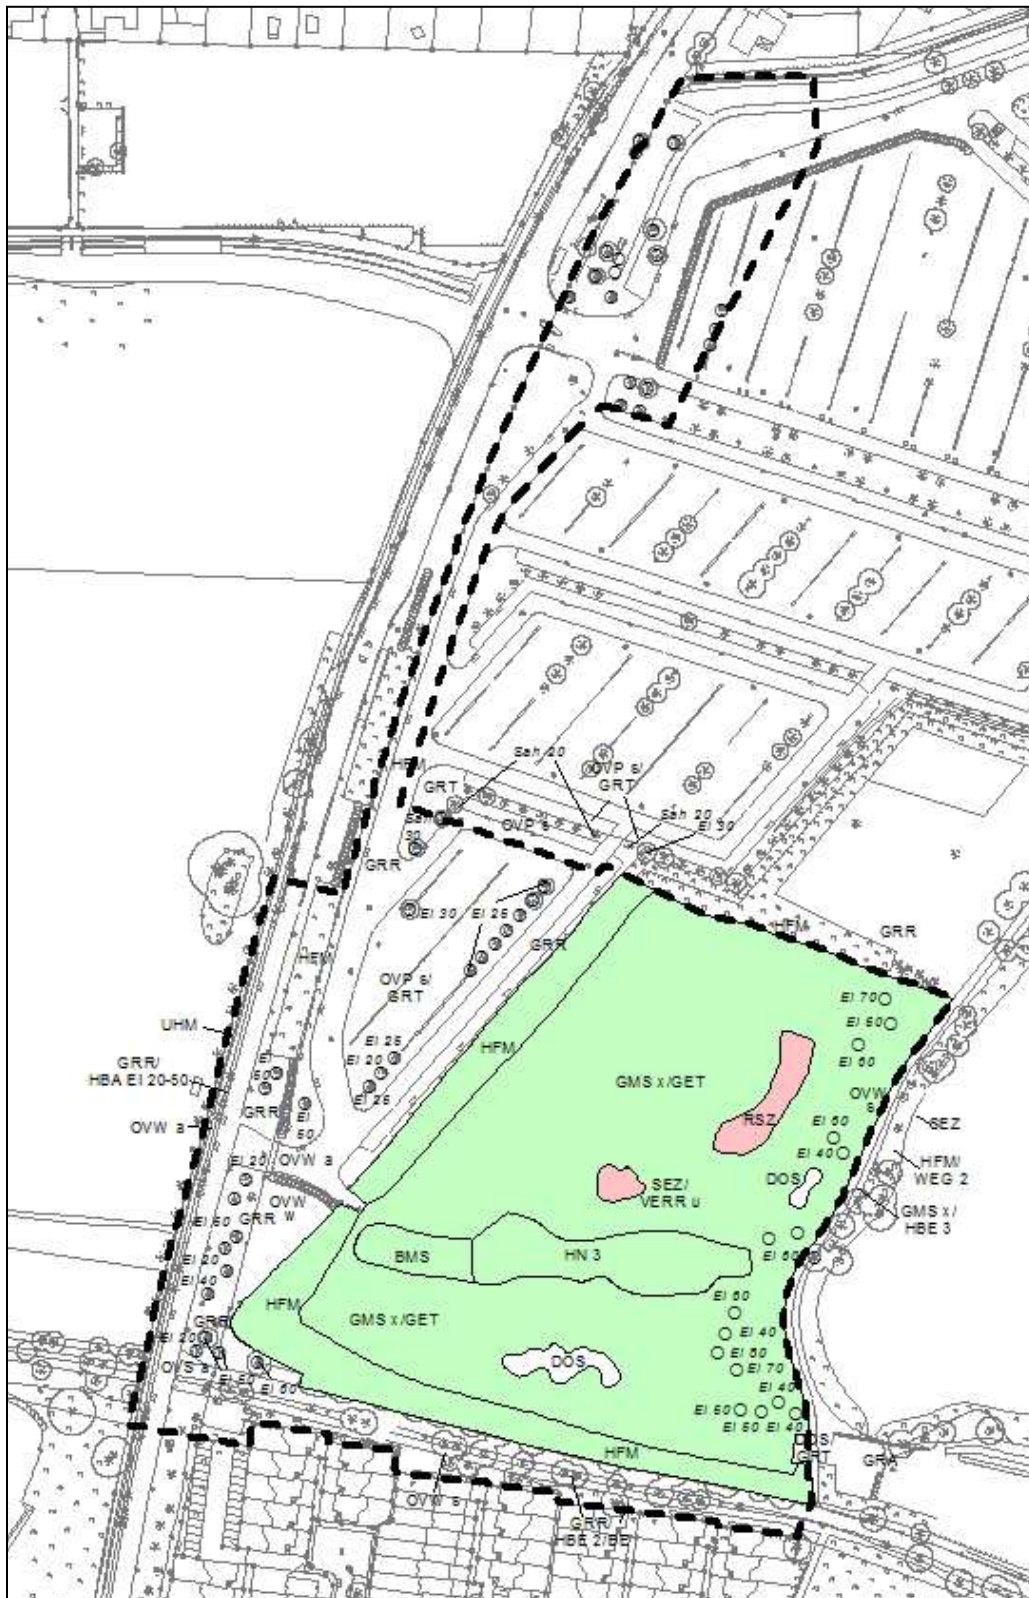 Sah 20
HFM
GRT
OVP s/
GRT
OVP s
Sah 20
EI 30
30
GRR
EI 30
EI 25
HFM
GRR
GRR
HFM
OVP s/
GRT
UHM
GRR/
HBA EI 20-50
OVW a
EI
50
GRR
EI
50
EI 25
EI 20
EI 25
HFM
EI 70
EI 50
EI 60
GMS x/GET
OVW
s
RSZ
EI 60
EI 40
SEZ
HFM/
WEG 2
GMS x/
HBE 3
OVW a
EI 20
OVW
w
SEZ/
VERR u
DOS
EI 50
GRR
EI 20
EI 40
BMS
HN 3
EI 60
HFM
GMS x/GET
EI 60
EI 40
EI 60
EI 70
GRR
EI 20
OVS a
EI 50
EI 60
DOS
EI 40
EI 50
EI 50
EI 40
DOS
GRT
GRA
HFM
OVW s
GRR
HBE 2/BE